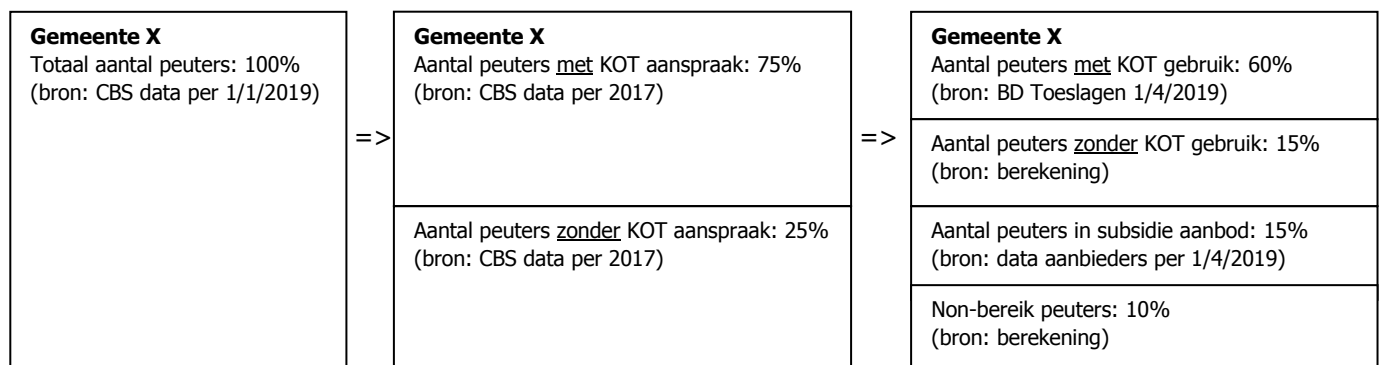 Gemeente X
Totaal aantal peuters: 100%
(bron: CBS data per 1/1/2019)
=>
Gemeente X
Aantal peuters met KOT aanspraak: 75%
(bron: CBS data per 2017)
Aantal peuters zonder KOT aanspraak: 25%
(bron: CBS data per 2017)
=>
Gemeente X
Aantal peuters met KOT gebruik: 60%
(bron: BD Toeslagen 1/4/2019)
Aantal peuters zonder KOT gebruik: 15%
(bron: berekening)
Aantal peuters in subsidie aanbod: 15%
(bron: data aanbieders per 1/4/2019)
Non-bereik peuters: 10%
(bron: berekening)